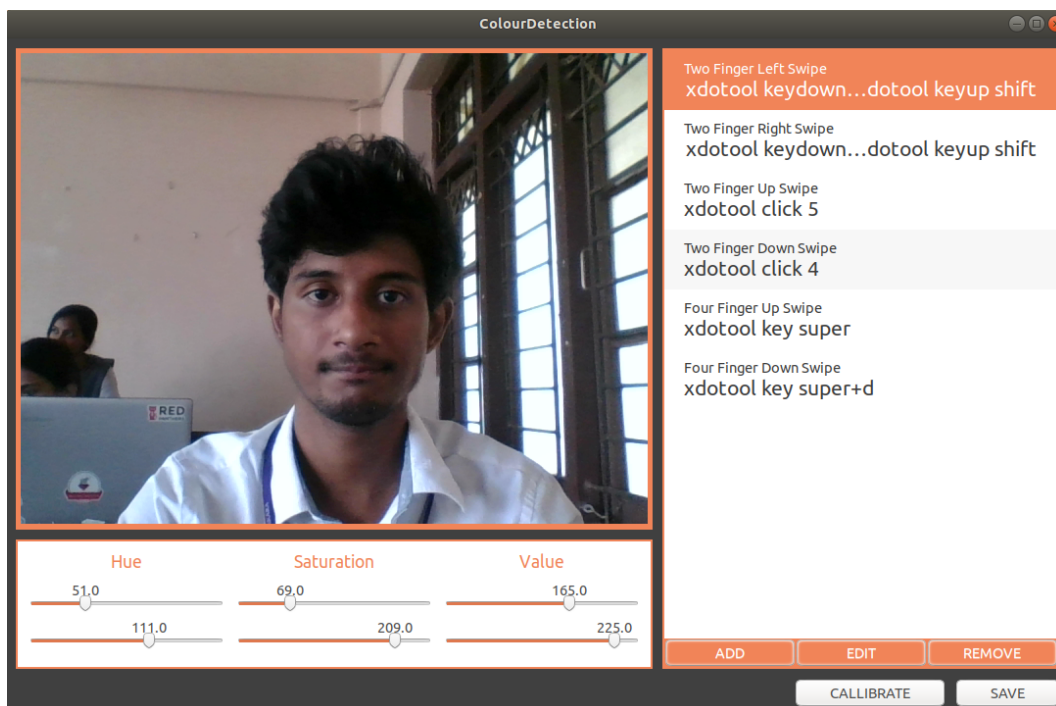 ColourDetection
RED
Hue
Saturation
Value
51.0
69.0
165.0
111.0
209.0
225.0
Two Finger Left Swipe
xdotool keydown...dotool keyup shift
Two Finger Right Swipe
xdotool keydown...dotool keyup shift
Two Finger Up Swipe
xdotool click 5
Two Finger Down Swipe
xdotool click 4
Four Finger Up Swipe
xdotool key super
Four Finger Down Swipe
xdotool key super+d
ADD
EDIT
REMOVE
CALLIBRATE
SAVE